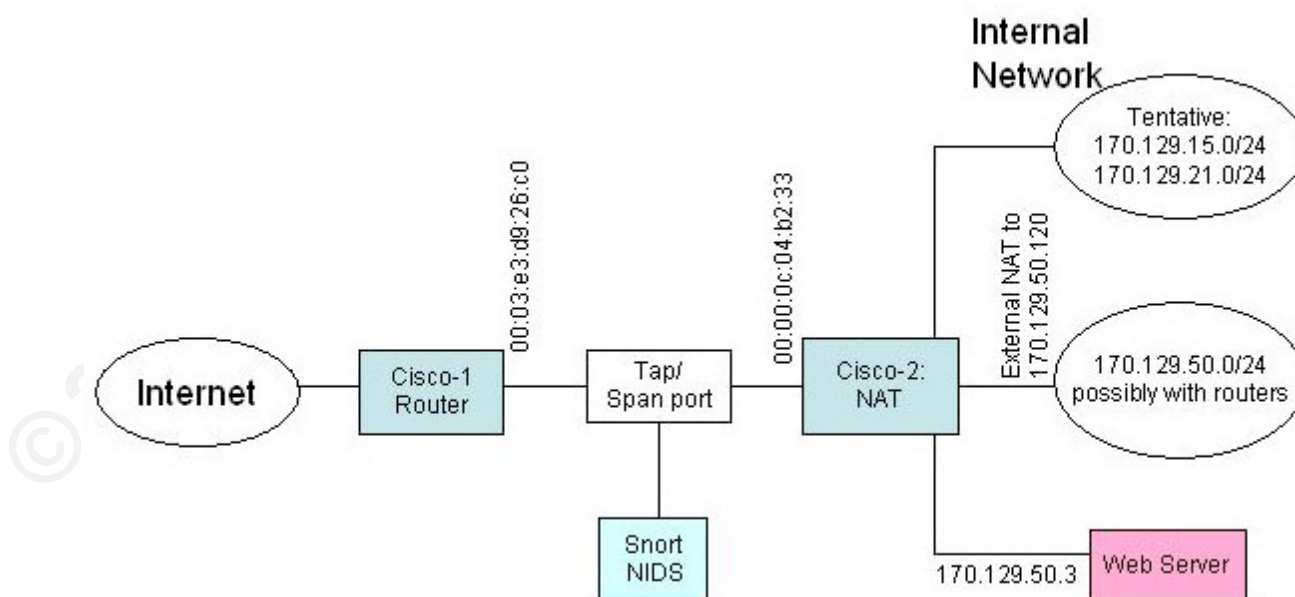 Internal
Network
Tentative:
170.129.15.0/24
170.129.21.0/24
00:03:e3:d9:26:c0
00:00:0c:04:b2:33
External NAT to
170.129.50.120
Internet
Cisco-1
Router
Tap/
Span port
Cisco-2:
NAT
170.129.50.0/24
possibly with routers
Snort
NIDS
170.129.50.3
Web Server
©